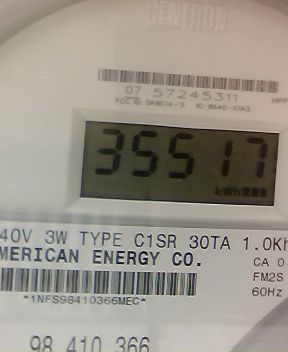 CENTRON
07 57245311
35517
kWh
40V 3W TYPE C1SR 30TA 1.0Kh
MERICAN ENERGY CO.
CA 0
FM2S
60Hz
*1NFS98410366MEC*
98 410 366